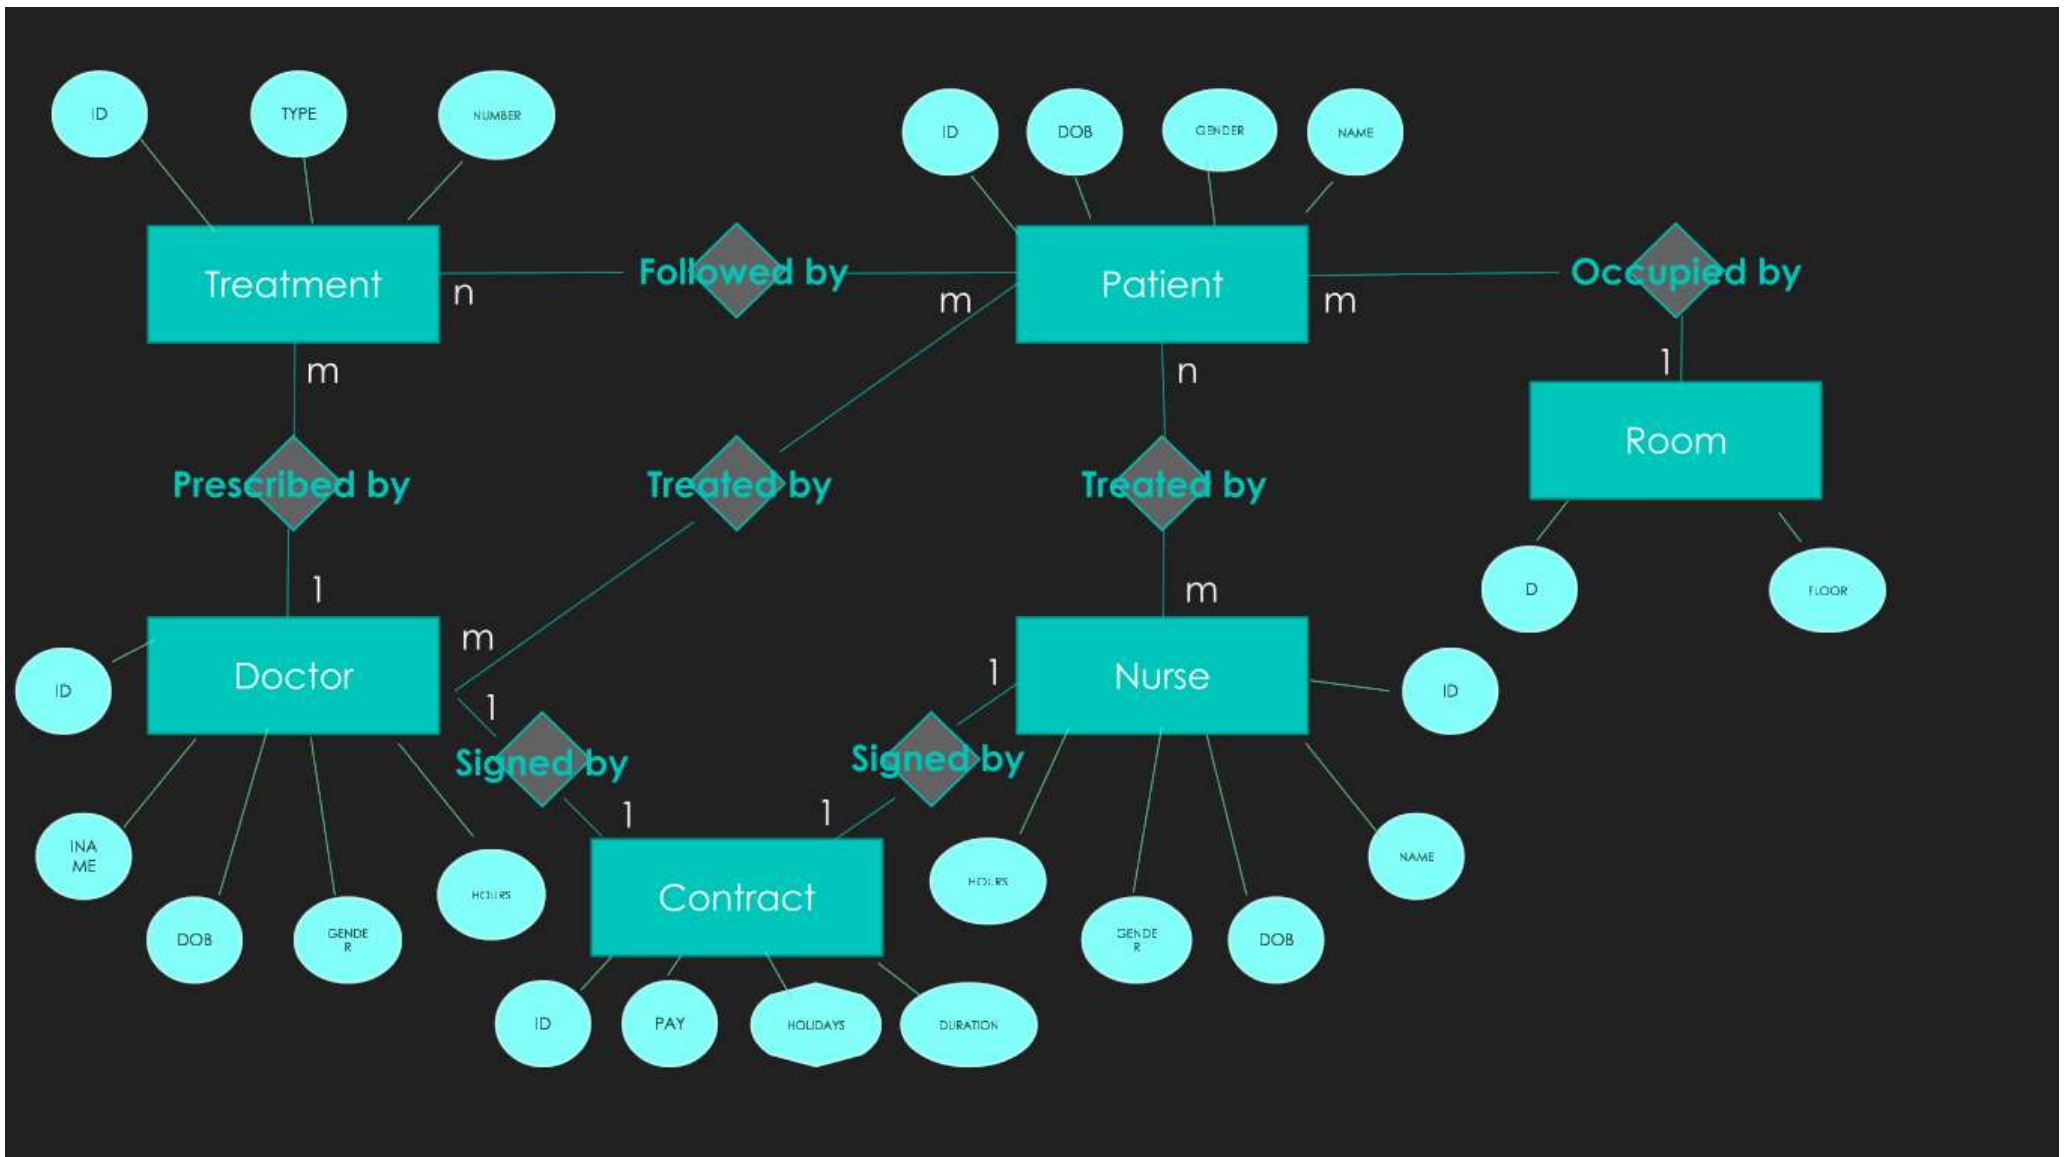 ID
TYPE
NUMBER
ID
DOB
GENDER
NAME
Treatment
n
Followed by
m
Patient
m
Occupied by
m
n
1
Room
Prescribed by
Treated by
Treated by
1
m
m
D
FLOOR
ID
Doctor
1
1
Nurse
ID
Signed by
Signed by
1
1
INA
ME
DOB
GENDE
R
HOURS
Contract
HOURS
GENDE
R
DOB
NAME
ID
PAY
HOLIDAYS
DURATION